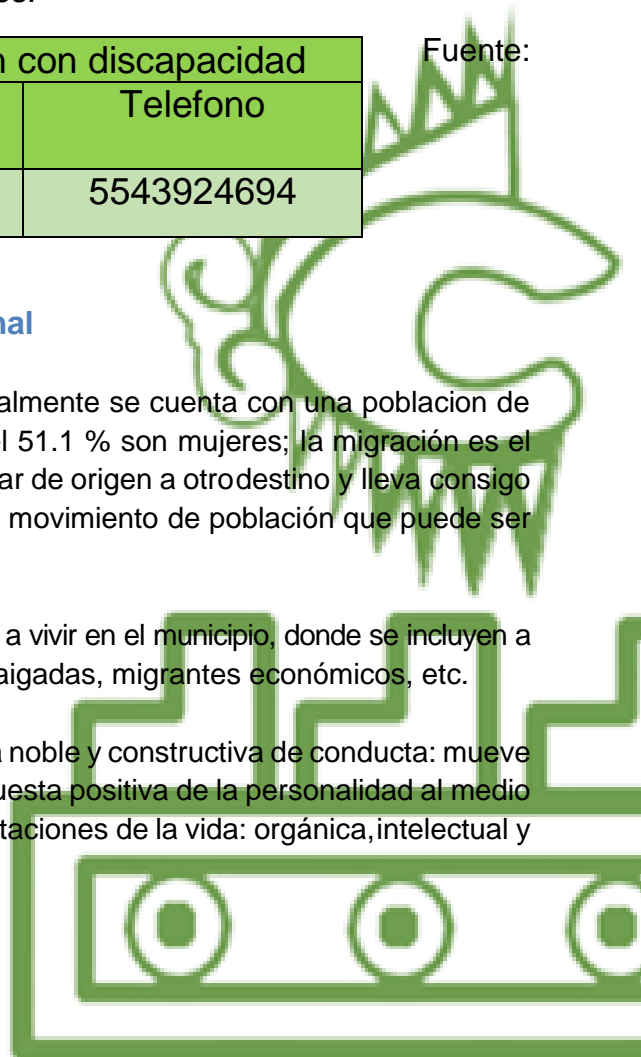 n con discapacidad
Fuente:
Telefono
5543924694
nal
almente se cuenta con una poblacion de
el 51.1 % son mujeres; la migración es el
ar de origen a otrodestino y lleva consigo
movimiento de población que puede ser
a vivir en el municipio, donde se incluyen a
aigadas, migrantes económicos, etc.
a noble y constructiva de conducta: mueve
uesta positiva de la personalidad al medio
taciones de la vida: orgánica,intelectual y